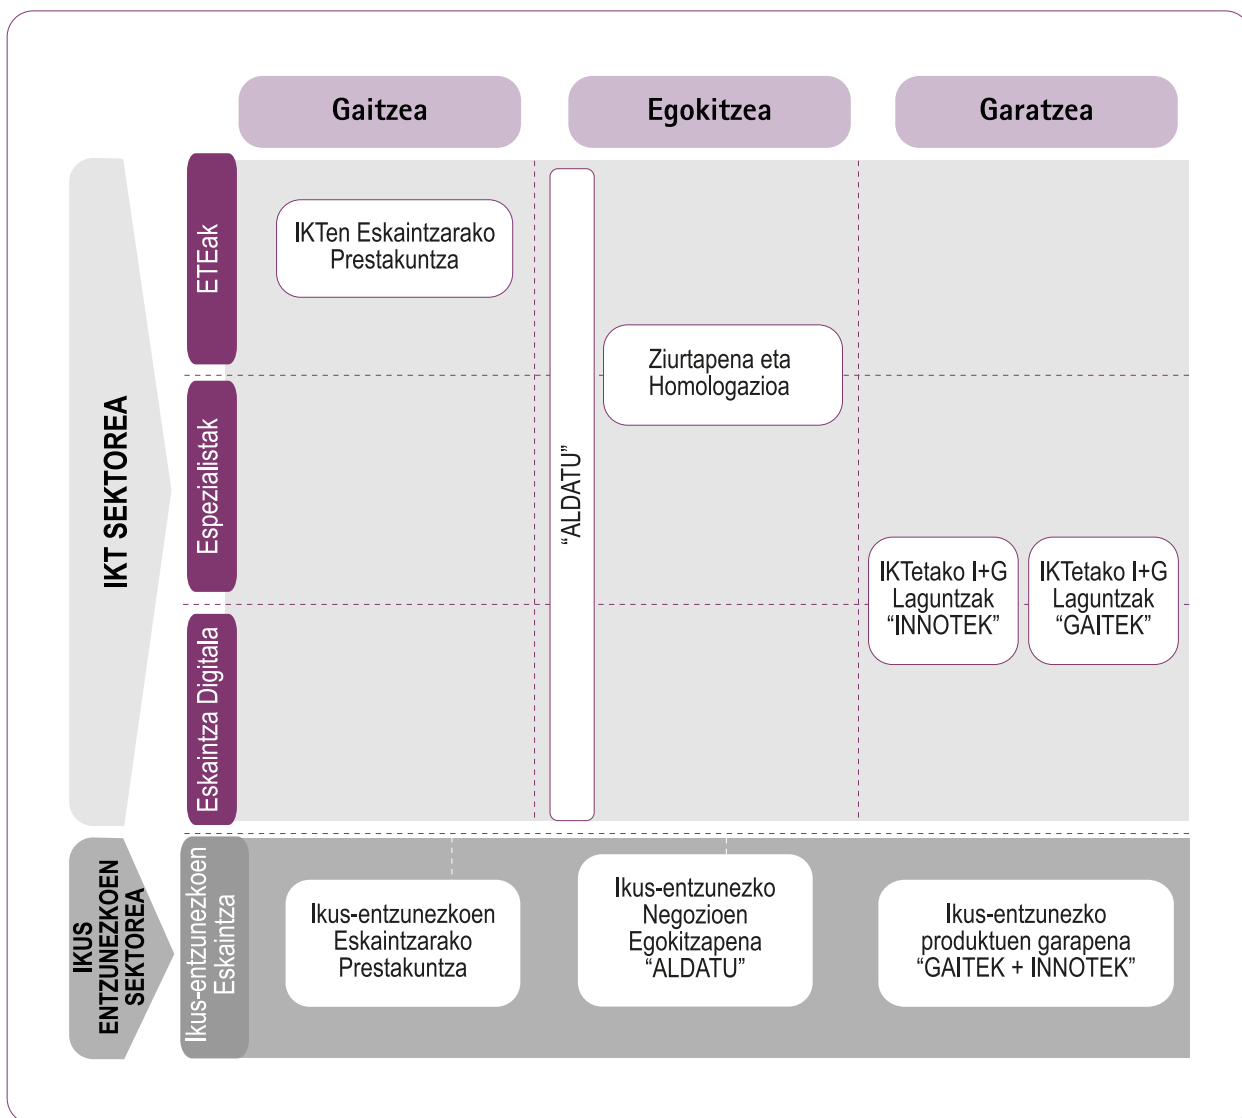 Gaitzea
Egokitzea
Garatzea
IKT SEKTOREA
ETEak
IKTen Eskaintzarako
Prestakuntza
“ALDATU”
Ziurtapena eta
Homologazioa
Espezialistak
IKTetako I+G
Laguntzak
“INNOTEK”
IKTetako I+G
Laguntzak
“GAITEK”
Eskaintza Digitala
IKUS
ENTZUNEZKOEN
SEKTOREA
Ikus-entzunezkoen
Eskaintza
Ikus-entzunezkoen
Eskaintzarako
Prestakuntza
Ikus-entzunezko
Negozioen
Egokitzapena
“ALDATU”
Ikus-entzunezko
produktuen garapena
“GAITEK + INNOTEK”